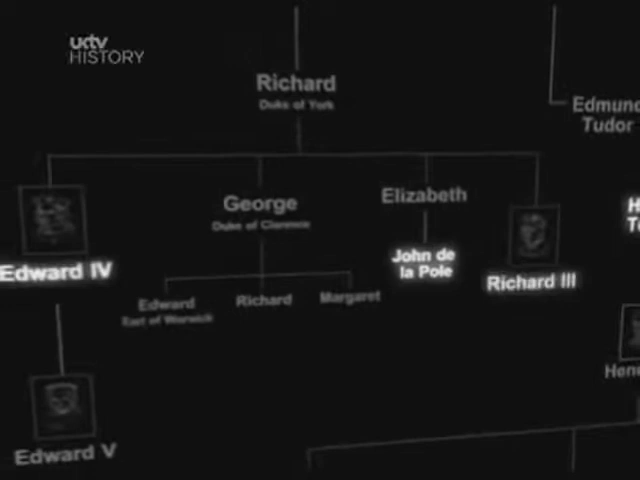 uktv
HISTORY
Richard
Duke of York
Edmund
Tudor
George
Duke of Clarence
Elizabeth
John de
la Pole
Edward IV
Richard III
Edward
Earl of Warwick
Richard
Margaret
Edward V